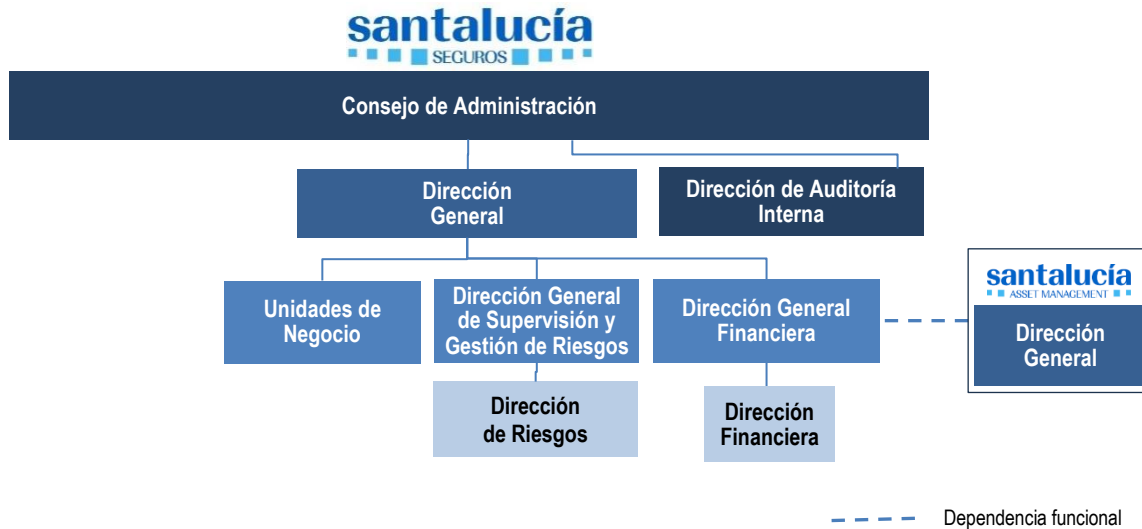 santalucía
SEGUROS
Consejo de Administración
Dirección
General
Dirección de Auditoría
Interna
Unidades de
Negocio
Dirección General
de Supervisión y
Gestión de Riesgos
Dirección General
Financiera
santalucía
ASSET MANAGEMENT
Dirección
General
Dirección
de Riesgos
Dirección
Financiera
Dependencia funcional